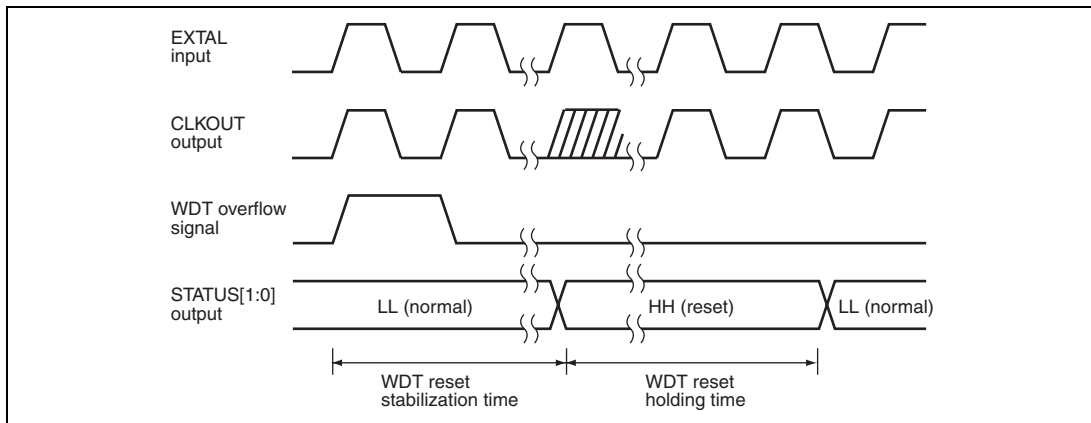 EXTAL
input
CLKOUT
output
WDT overflow
signal
STATUS[1:0]
output
LL (normal)
HH (reset)
LL (normal)
WDT reset
stabilization time
WDT reset
holding time